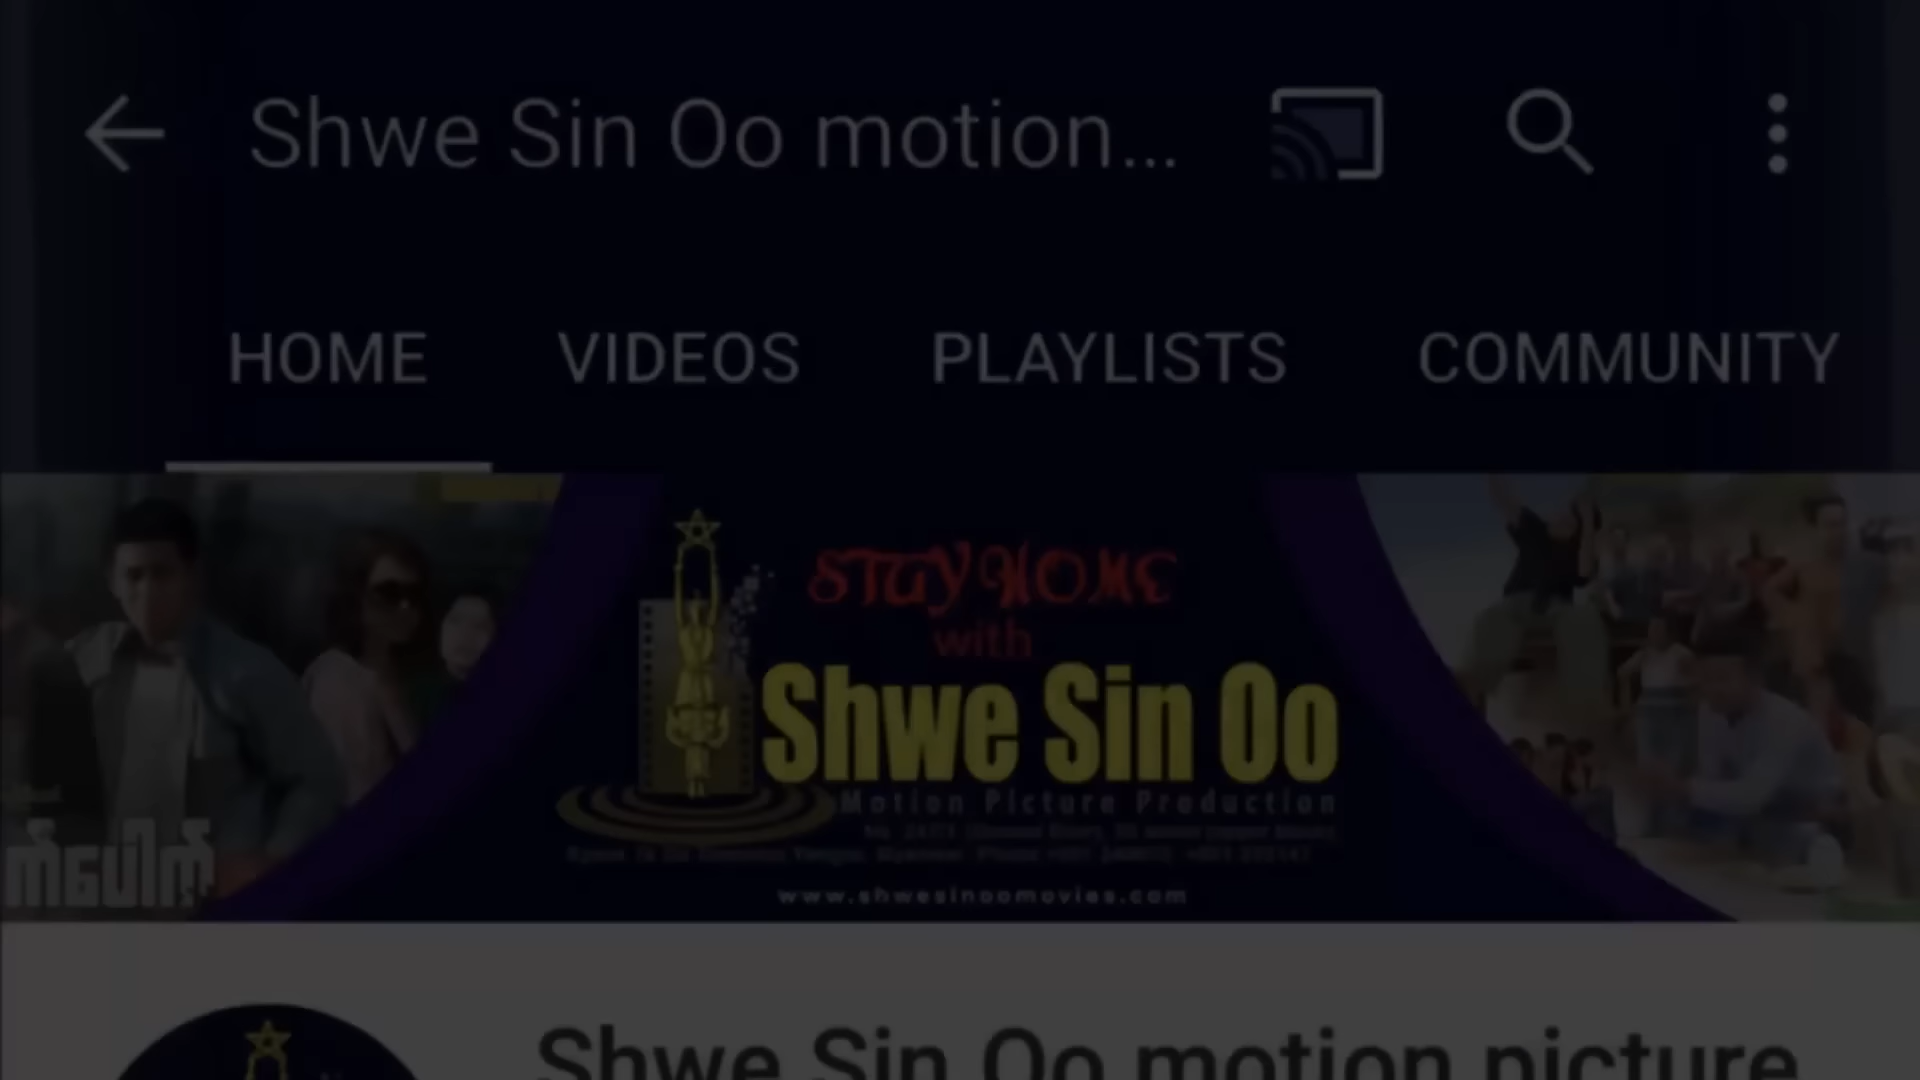 Shwe Sin Oo motion...
HOME VIDEOS PLAYLISTS COMMUNITY
STAY HOME
with
Shwe Sin Oo
Motion Picture Production
www.shwesinoomovies.com
Shwe Sin Oo motion picture